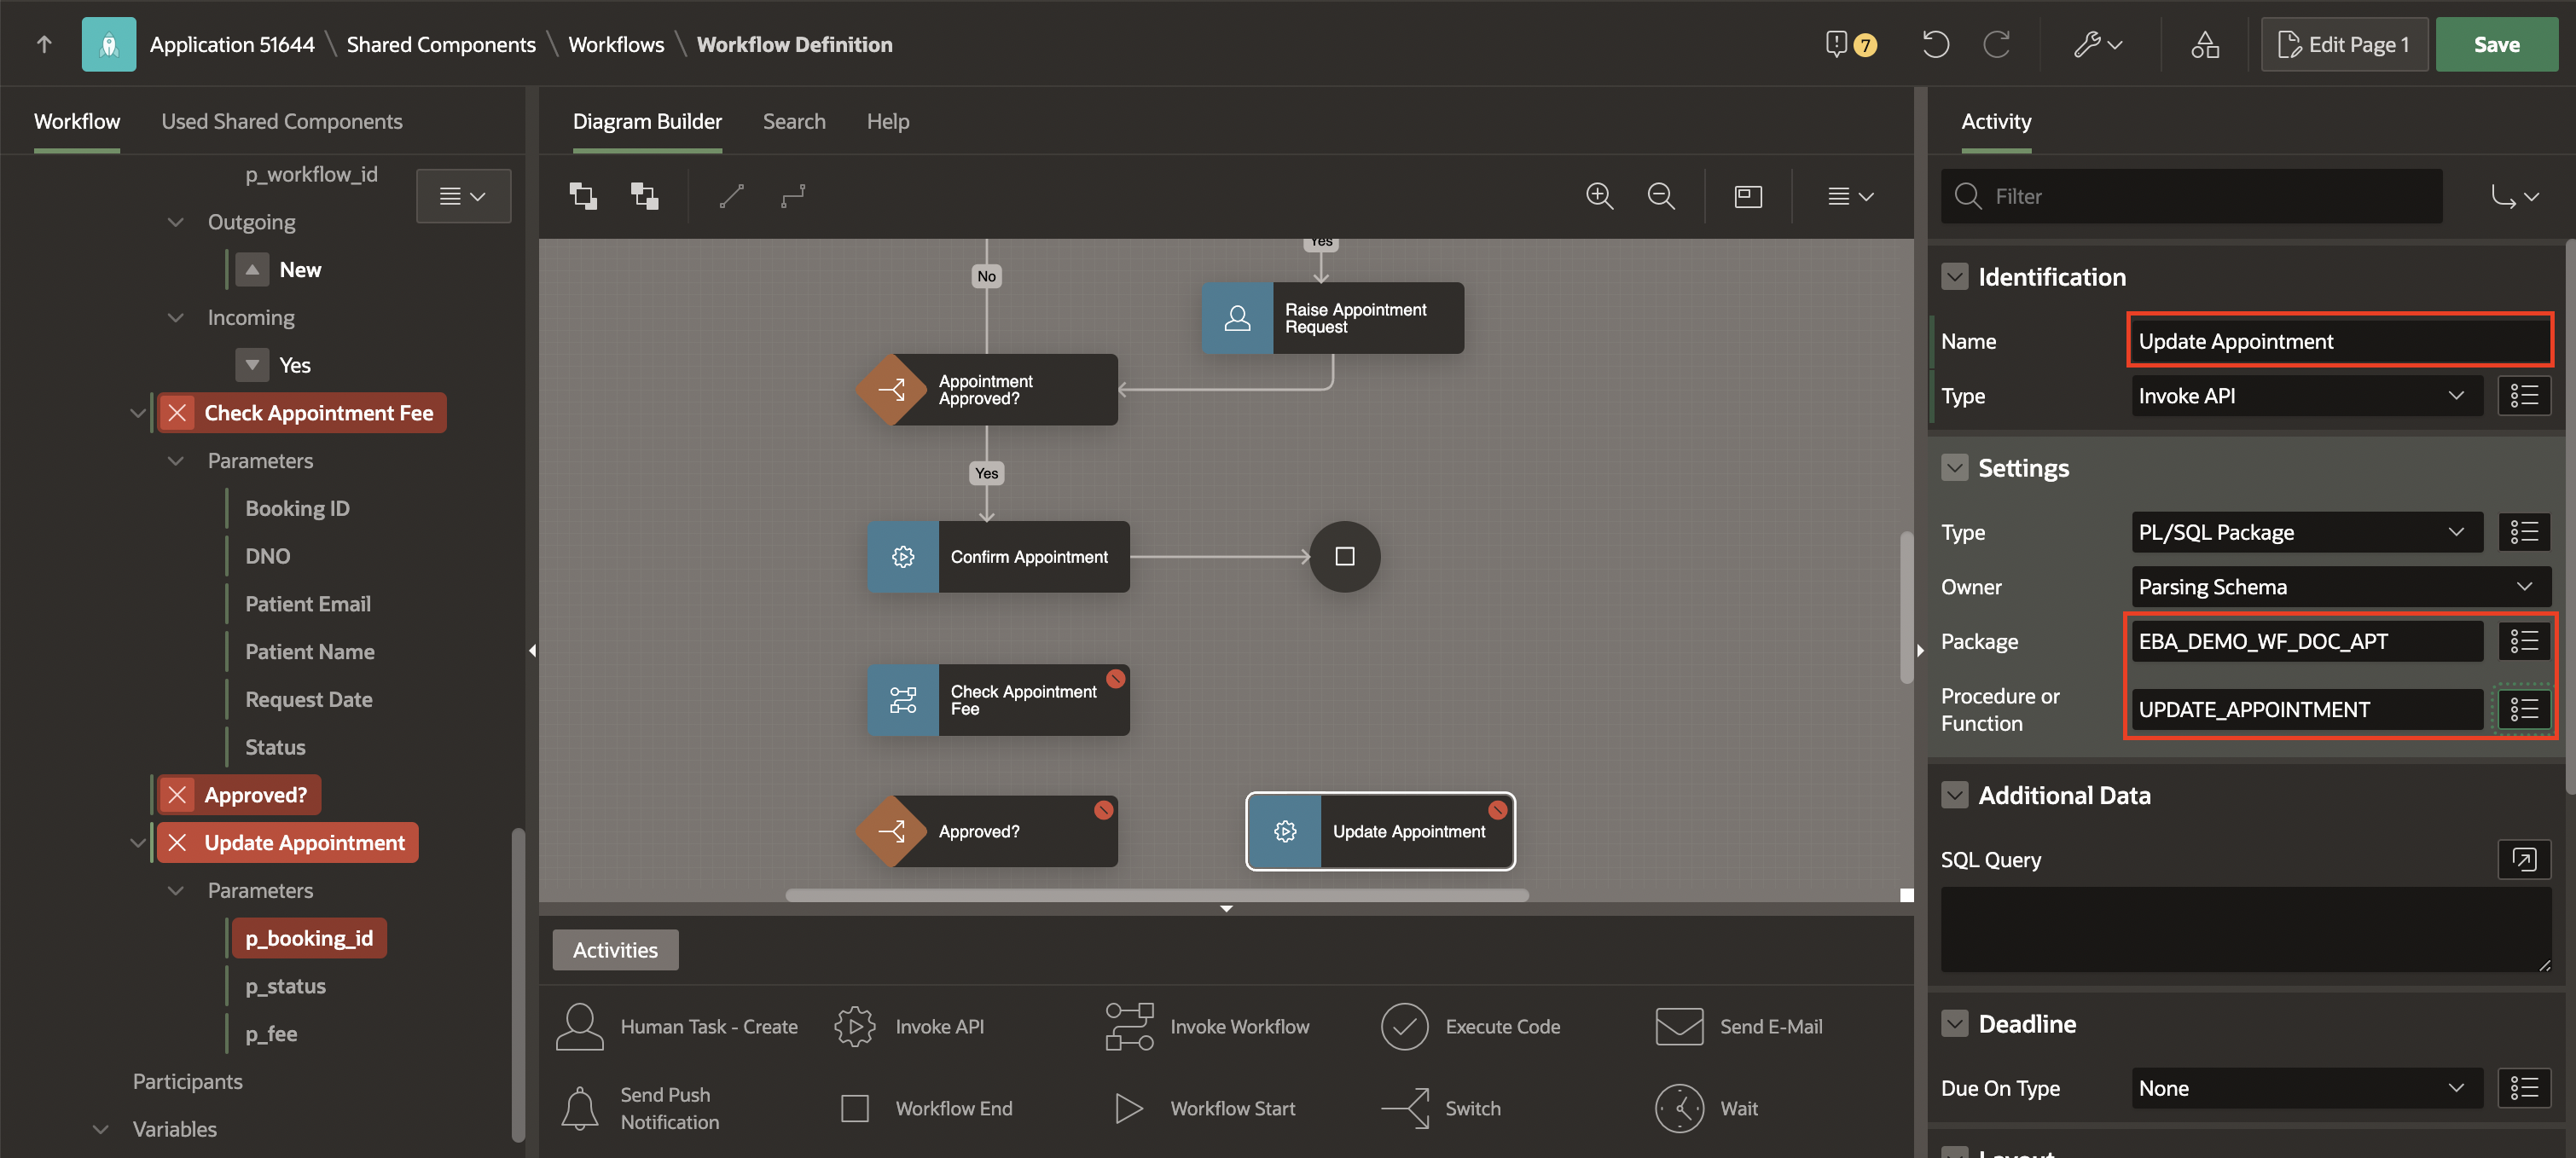 Application 51644 \ Shared Components \ Workflows \ Workflow Definition
7
Edit Page 1
Save
Workflow
Used Shared Components
p_workflow_id
Outgoing
New
Incoming
Yes
Check Appointment Fee
Parameters
Booking ID
DNO
Patient Email
Patient Name
Request Date
Status
Approved?
Update Appointment
Parameters
p_booking_id
p_status
p_fee
Participants
Variables
Diagram Builder
Search
Help
Yes
No
Raise Appointment
Request
Appointment
Approved?
Yes
Confirm Appointment
Check Appointment
Fee
Approved?
Update Appointment
Activities
Human Task - Create
Invoke API
Invoke Workflow
Execute Code
Send E-Mail
Send Push
Notification
Workflow End
Workflow Start
Switch
Wait
Activity
Filter
Identification
Name
Update Appointment
Type
Invoke API
Settings
Type
PL/SQL Package
Owner
Parsing Schema
Package
EBA_DEMO_WF_DOC_APT
Procedure or
Function
UPDATE_APPOINTMENT
Additional Data
SQL Query
Deadline
Due On Type
None
Layout